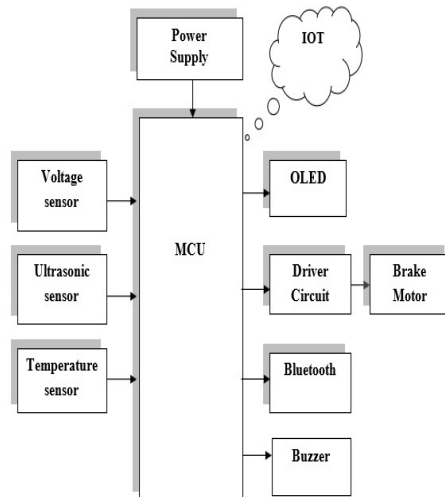 Power
Supply
IOT
Voltage
sensor
OLED
MCU
Ultrasonic
sensor
Driver
Circuit
Brake
Motor
Temperature
sensor
Bluetooth
Buzzer